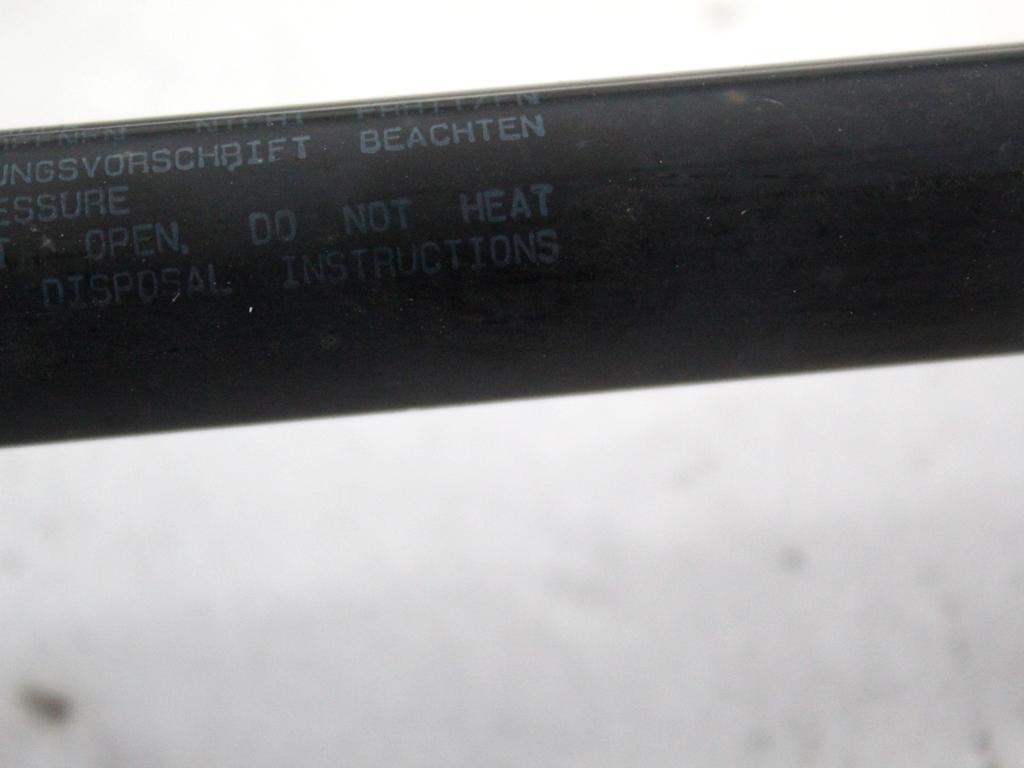 UNGSVORSCHRIFT BEACHTEN
ESSURE
T OPEN, DO NOT HEAT
DISPOSAL INSTRUCTIONS